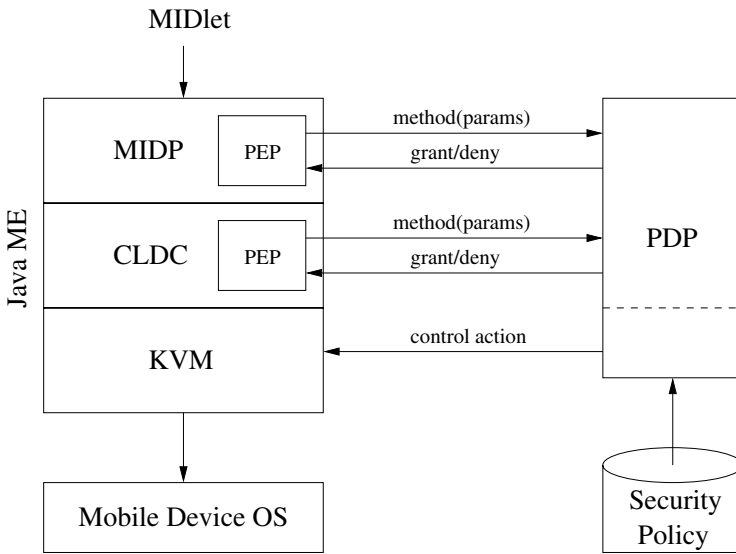 MIDlet
MIDP
PEP
method(params)
grant/deny
Java ME
CLDC
PEP
method(params)
grant/deny
PDP
KVM
control action
Mobile Device OS
Security
Policy